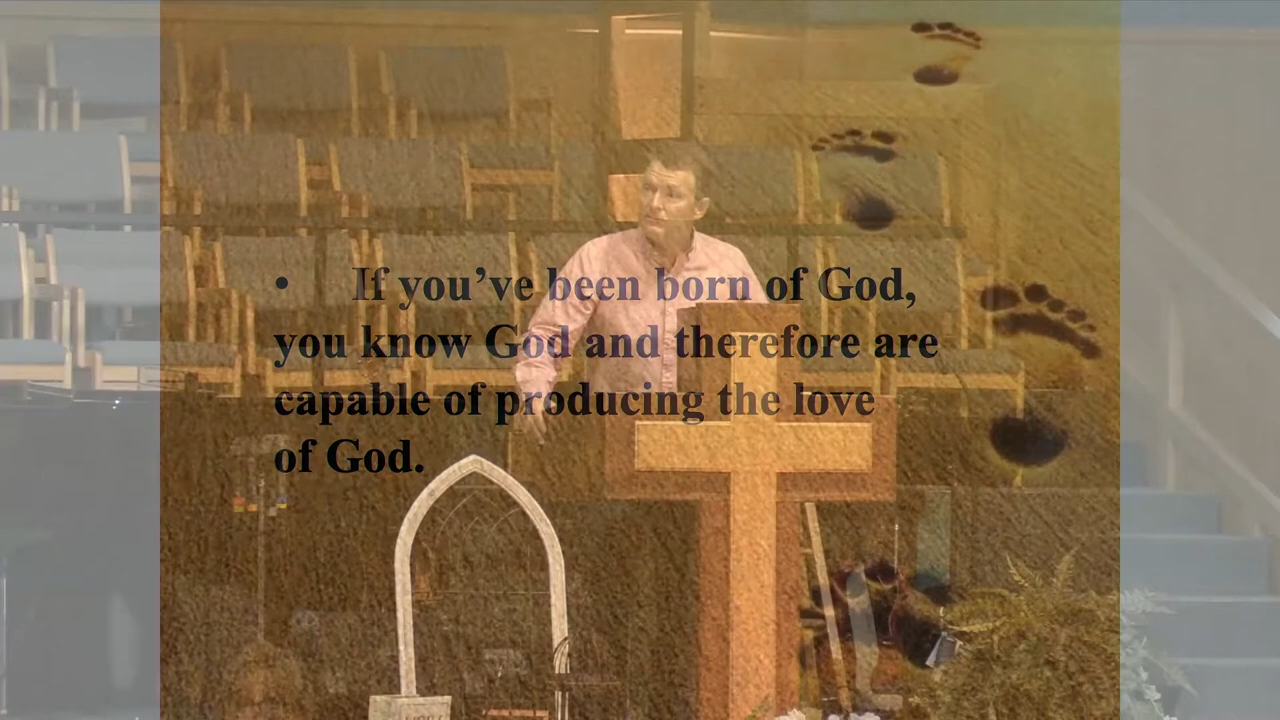 • If you’ve been born of God,
you know God and therefore are
capable of producing the love
of God.